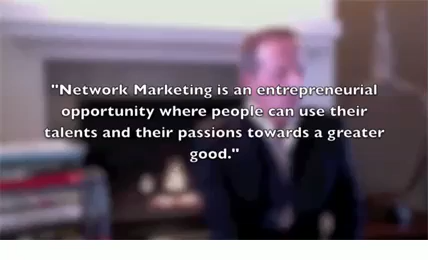 "Network Marketing is an entrepreneurial
opportunity where people can use their
talents and their passions towards a greater
good."